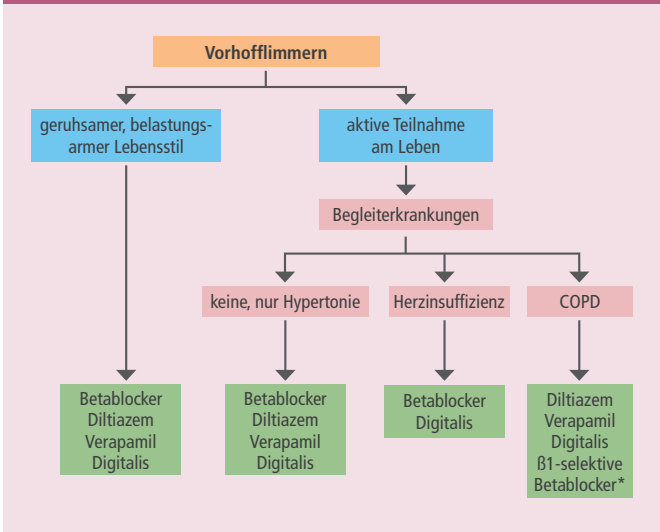 Vorhofflimmern
geruhsamer, belastungs-
armer Lebensstil
aktive Teilnahme
am Leben
Begleiterkrankungen
keine, nur Hypertonie
Herzinsuffizienz
COPD
Betablocker
Diltiazem
Verapamil
Digitalis
Betablocker
Diltiazem
Verapamil
Digitalis
Betablocker
Digitalis
Diltiazem
Verapamil
Digitalis
ß1-selektive
Betablocker*